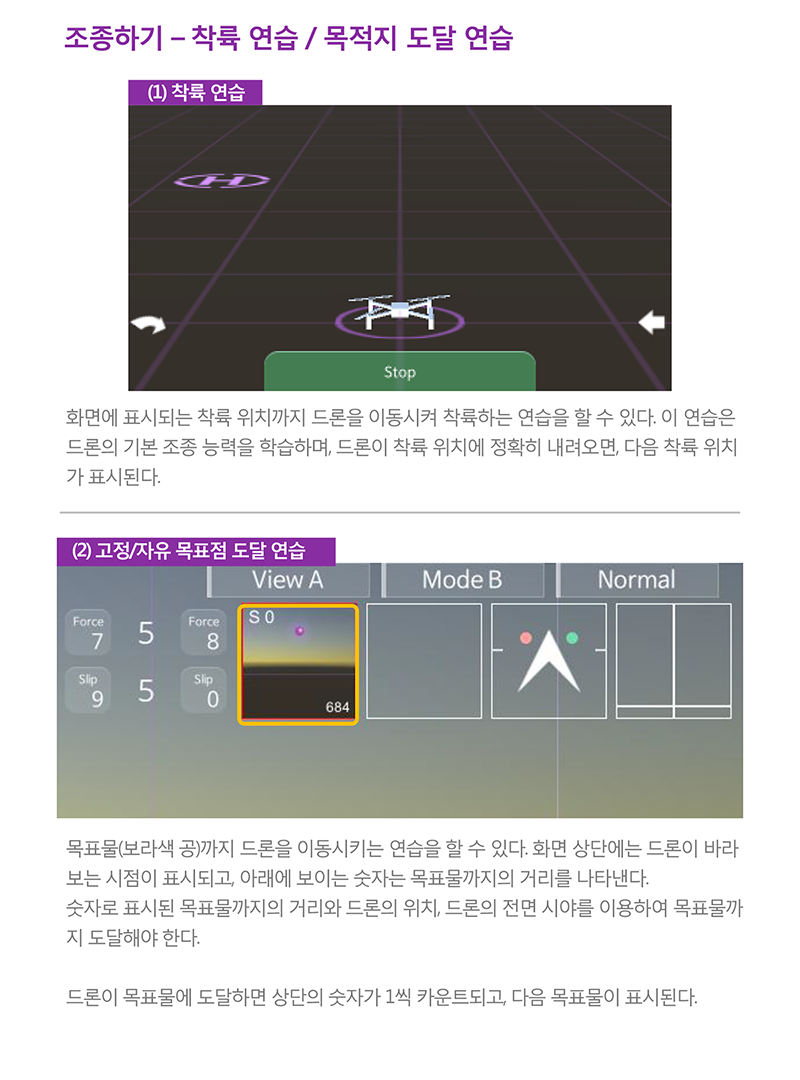 조종하기 – 착륙 연습 / 목적지 도달 연습
(1) 착륙 연습
H
Stop
화면에 표시되는 착륙 위치까지 드론을 이동시켜 착륙하는 연습을 할 수 있다. 이 연습은
드론의 기본 조종 능력을 학습하며, 드론이 착륙 위치에 정확히 내려오면, 다음 착륙 위치
가 표시된다.
(2) 고정/자유 목표점 도달 연습
View A Mode B Normal
Force 7 5 Force 8
Slip 9 5 Slip 0
S 0
684
목표물(보라색 공)까지 드론을 이동시키는 연습을 할 수 있다. 화면 상단에는 드론이 바라
보는 시점이 표시되고, 아래에 보이는 숫자는 목표물까지의 거리를 나타낸다.
숫자로 표시된 목표물까지의 거리와 드론의 위치, 드론의 전면 시야를 이용하여 목표물까
지 도달해야 한다.
드론이 목표물에 도달하면 상단의 숫자가 1씩 카운트되고, 다음 목표물이 표시된다.